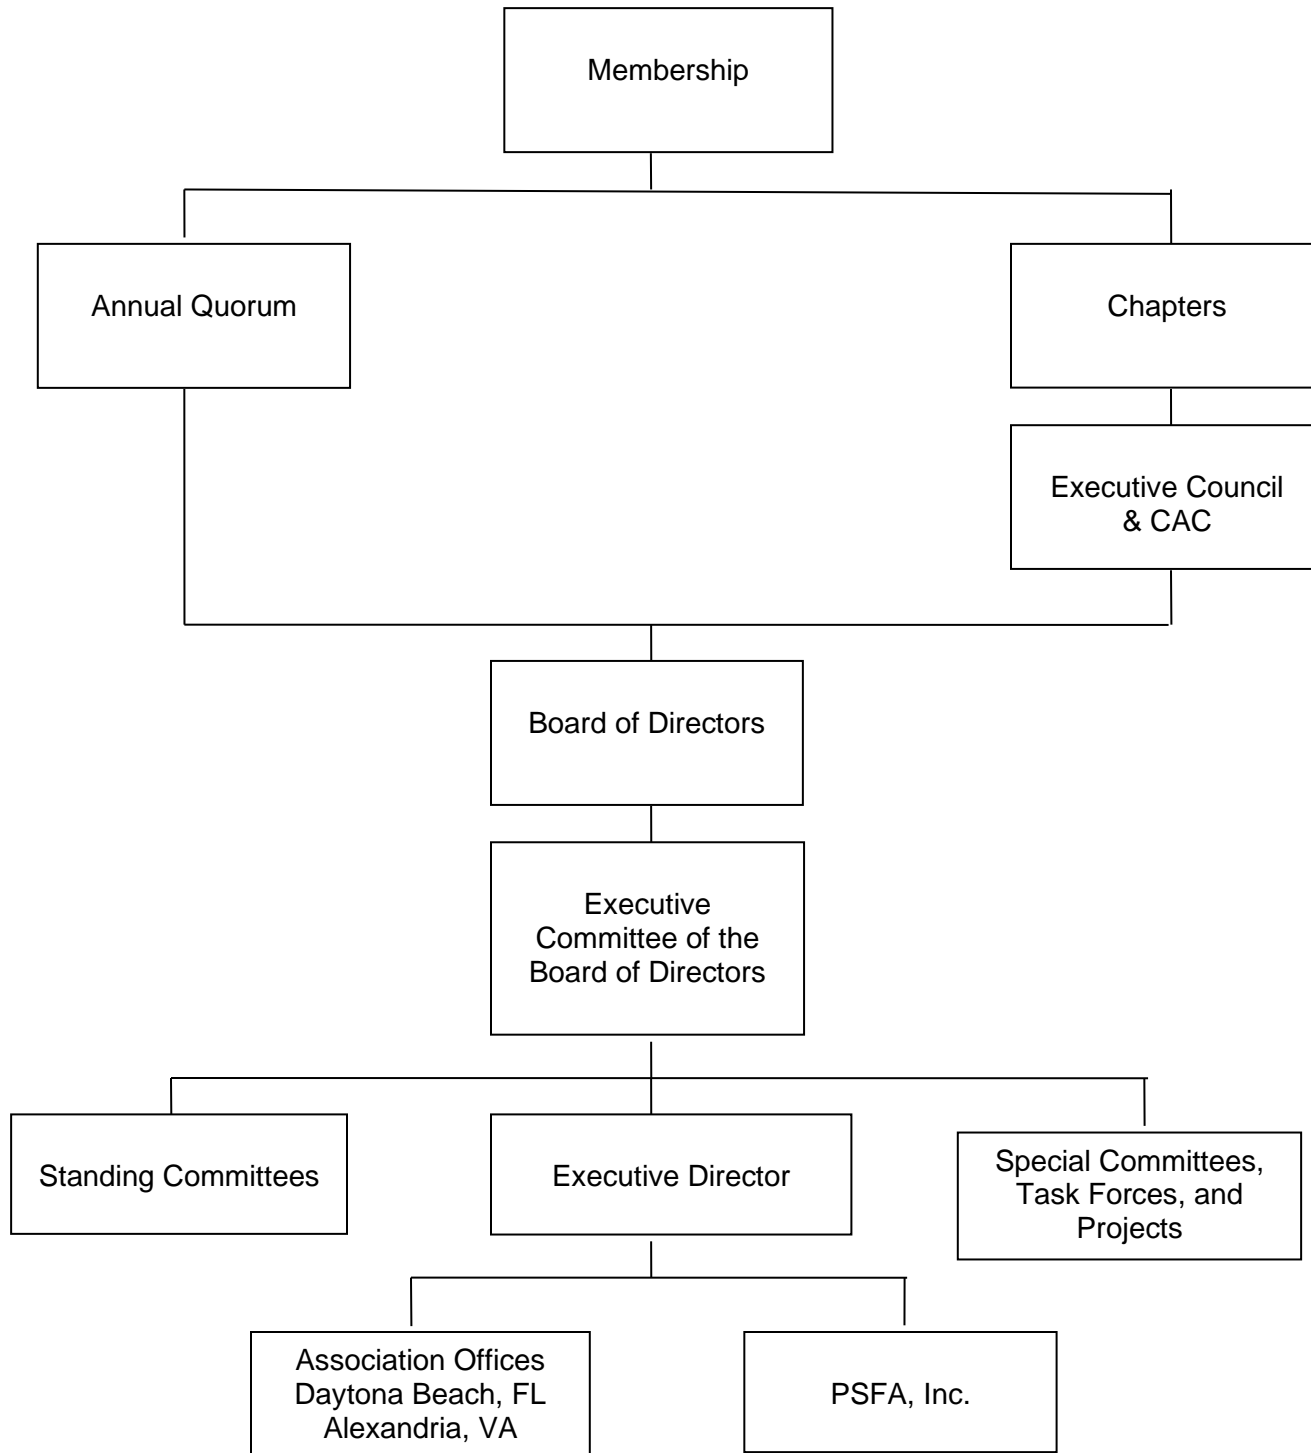 Membership
Annual Quorum
Chapters
Executive Council
& CAC
Board of Directors
Executive
Committee of the
Board of Directors
Standing Committees
Executive Director
Special Committees,
Task Forces, and
Projects
Association Offices
Daytona Beach, FL
Alexandria, VA
PSFA, Inc.